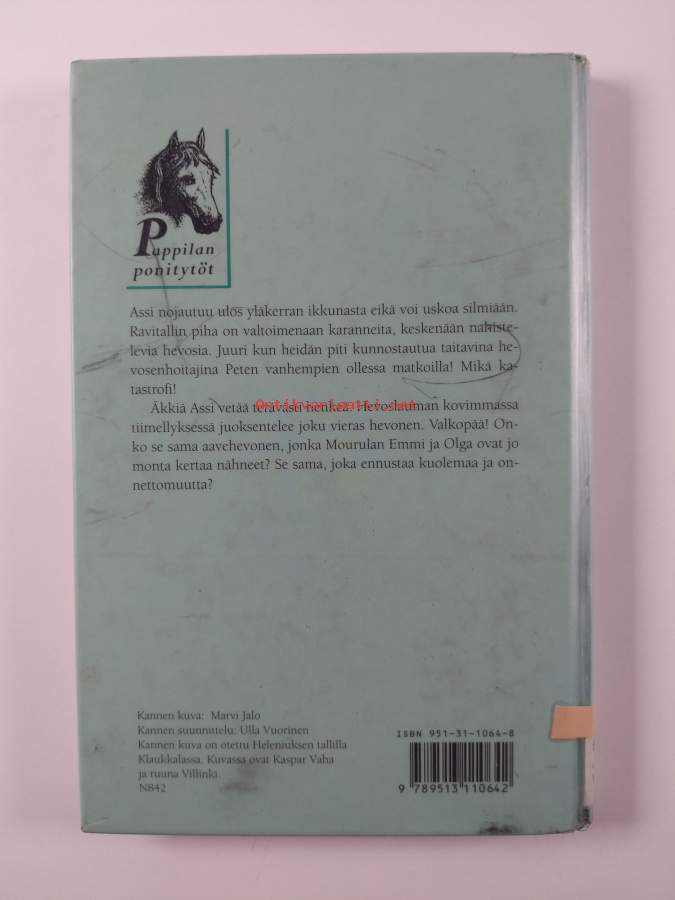 Pappilan
ponitytöt
Assi nojautuu ulos yläkerran ikkunasta eikä voi uskoa silmiään.
Ravitallin piha on valtoimenaan karanneita, keskenään nahiste-
levia hevosia. Juuri kun heidän piti kunnostautua taitavina he-
vosenhoitajina Peten vanhempien ollessa matkoilla! Mikä ka-
tastrofi!
Antikvariaatti.net
Äkkiä Assi vetää terävästi henkeä. Hevoslauman kovimmassa
tiimellyksessä juoksentelee joku vieras hevonen. Valkopää! On-
ko se sama aavehevonen, jonka Mourulan Emmi ja Olga ovat jo
monta kertaa nähneet? Se sama, joka ennustaa kuolemaa ja on-
nettomuutta?
Kannen kuva: Marvi Jalo
Kannen suunnittelu: Ulla Vuorinen
Kannen kuva on otettu Heleniuksen tallilla
Klaukkalassa. Kuvassa ovat Kaspar Vaha
ja ruuna Villinki.
N842
ISBN 951-31-1064-8
9 789513 110642